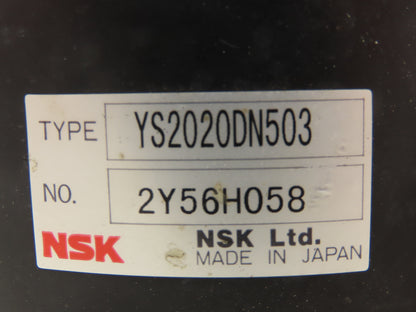 TYPE YS2020DN503
NO. 2Y56H058
NSK NSK Ltd.
MADE IN JAPAN